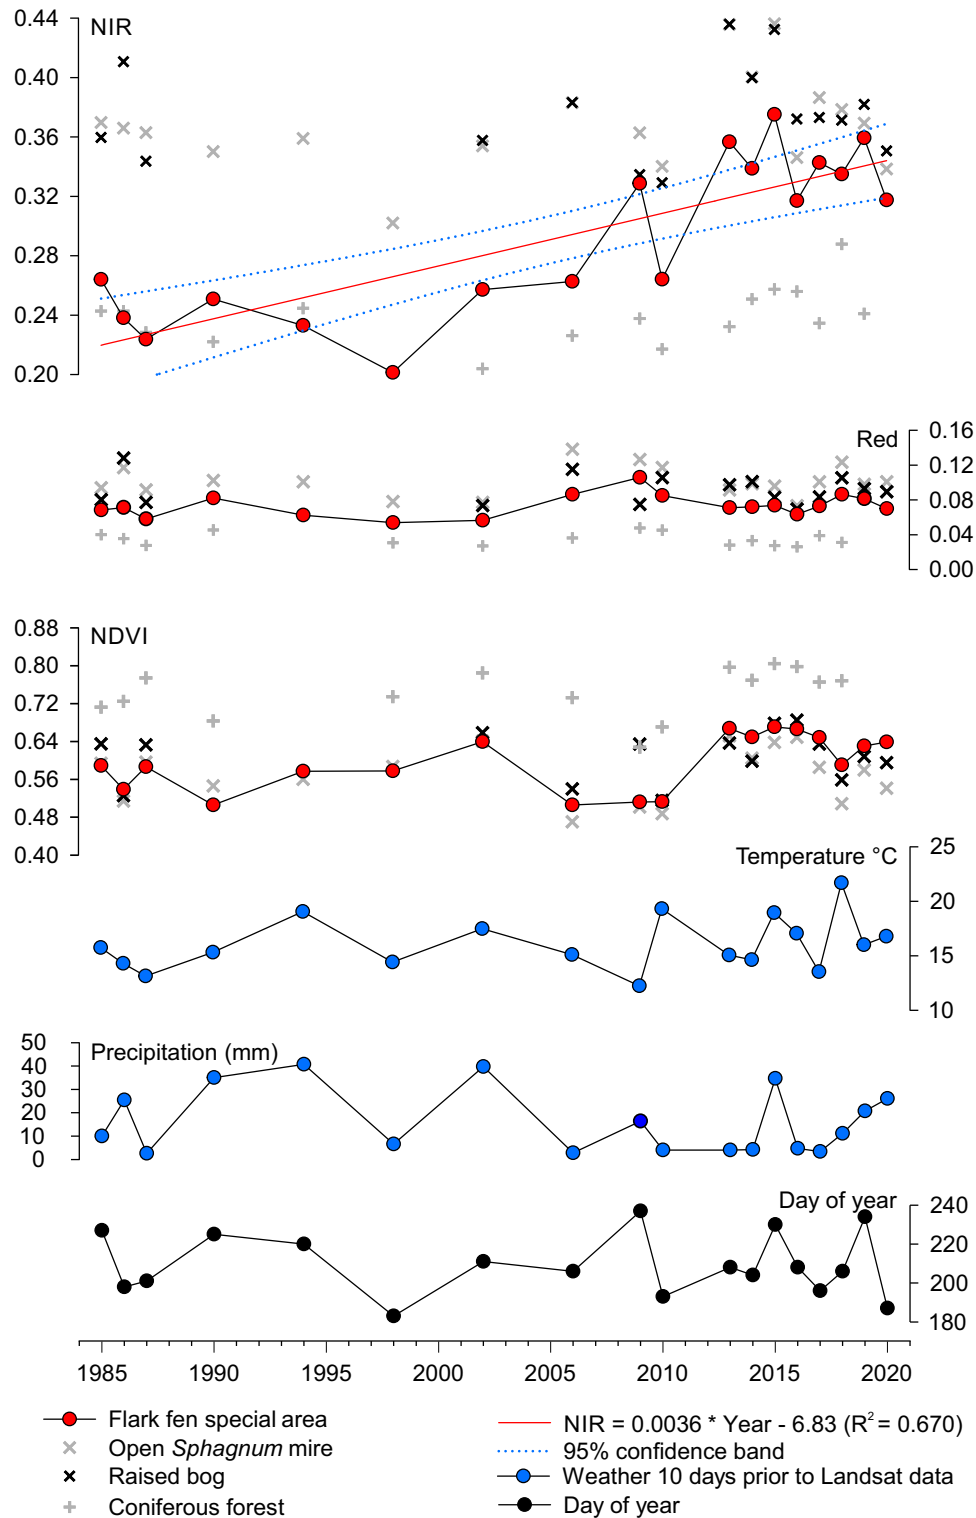 0.44
NIR
0.40
0.36
0.32
0.28
0.24
0.20
Red
0.16
0.12
0.08
0.04
0.00
0.88
NDVI
0.80
0.72
0.64
0.56
0.48
0.40
Temperature °C
25
20
15
10
50
Precipitation (mm)
40
30
20
10
0
Day of year
240
220
200
180
1985 1990 1995 2000 2005 2010 2015 2020
Flark fen special area
Open Sphagnum mire
Raised bog
Coniferous forest
NIR = 0.0036 * Year - 6.83 (R² = 0.670)
95% confidence band
Weather 10 days prior to Landsat data
Day of year